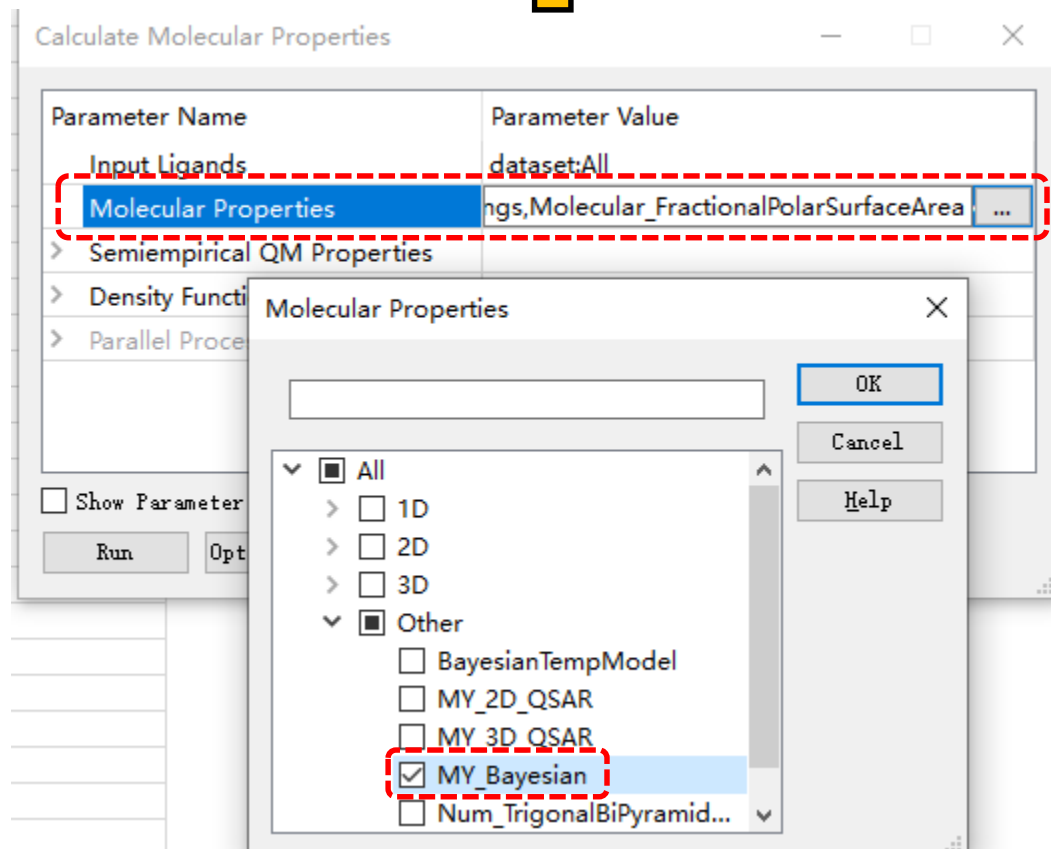 Calculate Molecular Properties
Parameter Name Parameter Value
Input Ligands dataset:All
Molecular Properties ngs,Molecular_FractionalPolarSurfaceArea ...
Semiempirical QM Properties
Density Functi
Parallel Proce
Molecular Properties
OK
Cancel
Help
All
1D
2D
3D
Other
BayesianTempModel
MY_2D_QSAR
MY_3D_QSAR
MY_Bayesian
Num_TrigonalBiPyramid...
Show Parameter
Run Opt